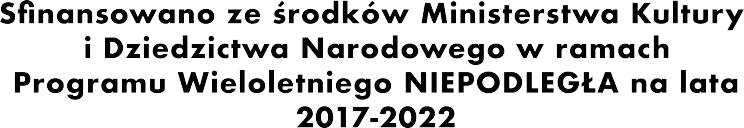 Sfinansowano ze środków Ministerstwa Kultury
i Dziedzictwa Narodowego w ramach
Programu Wieloletniego NIEPODLEGŁA na lata
2017-2022